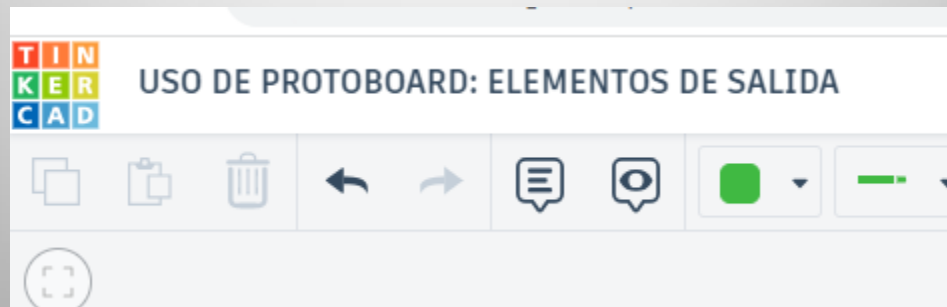 TIN
KER
CAD
USO DE PROTOBOARD: ELEMENTOS DE SALIDA